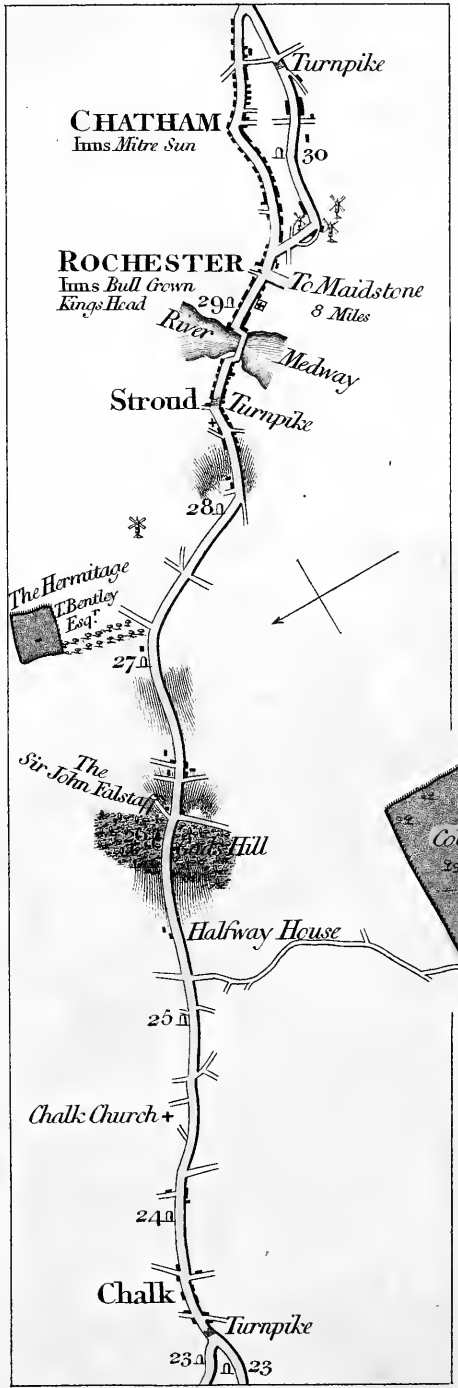 Turnpike
CHATHAM
Inns Mitre Sun
30
ROCHESTER
Inns Bull Crown
Kings Head
To Maidstone
8 Miles
29
River
Medway
Stroud
Turnpike
28
The Hermitage
T. Bentley
Esqr.
27
The
Sir John Falstaff
Hill
Halfway House
25
Chalk Church
24
Chalk
Turnpike
23
23